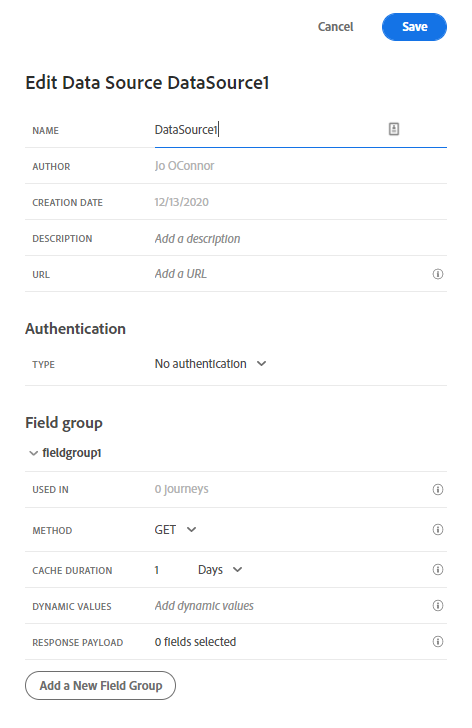 Cancel Save
Edit Data Source DataSource1
NAME DataSource1
AUTHOR Jo OConnor
CREATION DATE 12/13/2020
DESCRIPTION Add a description
URL Add a URL
Authentication
TYPE No authentication
Field group
fieldgroup1
USED IN 0 Journeys
METHOD GET
CACHE DURATION 1 Days
DYNAMIC VALUES Add dynamic values
RESPONSE PAYLOAD 0 fields selected
Add a New Field Group